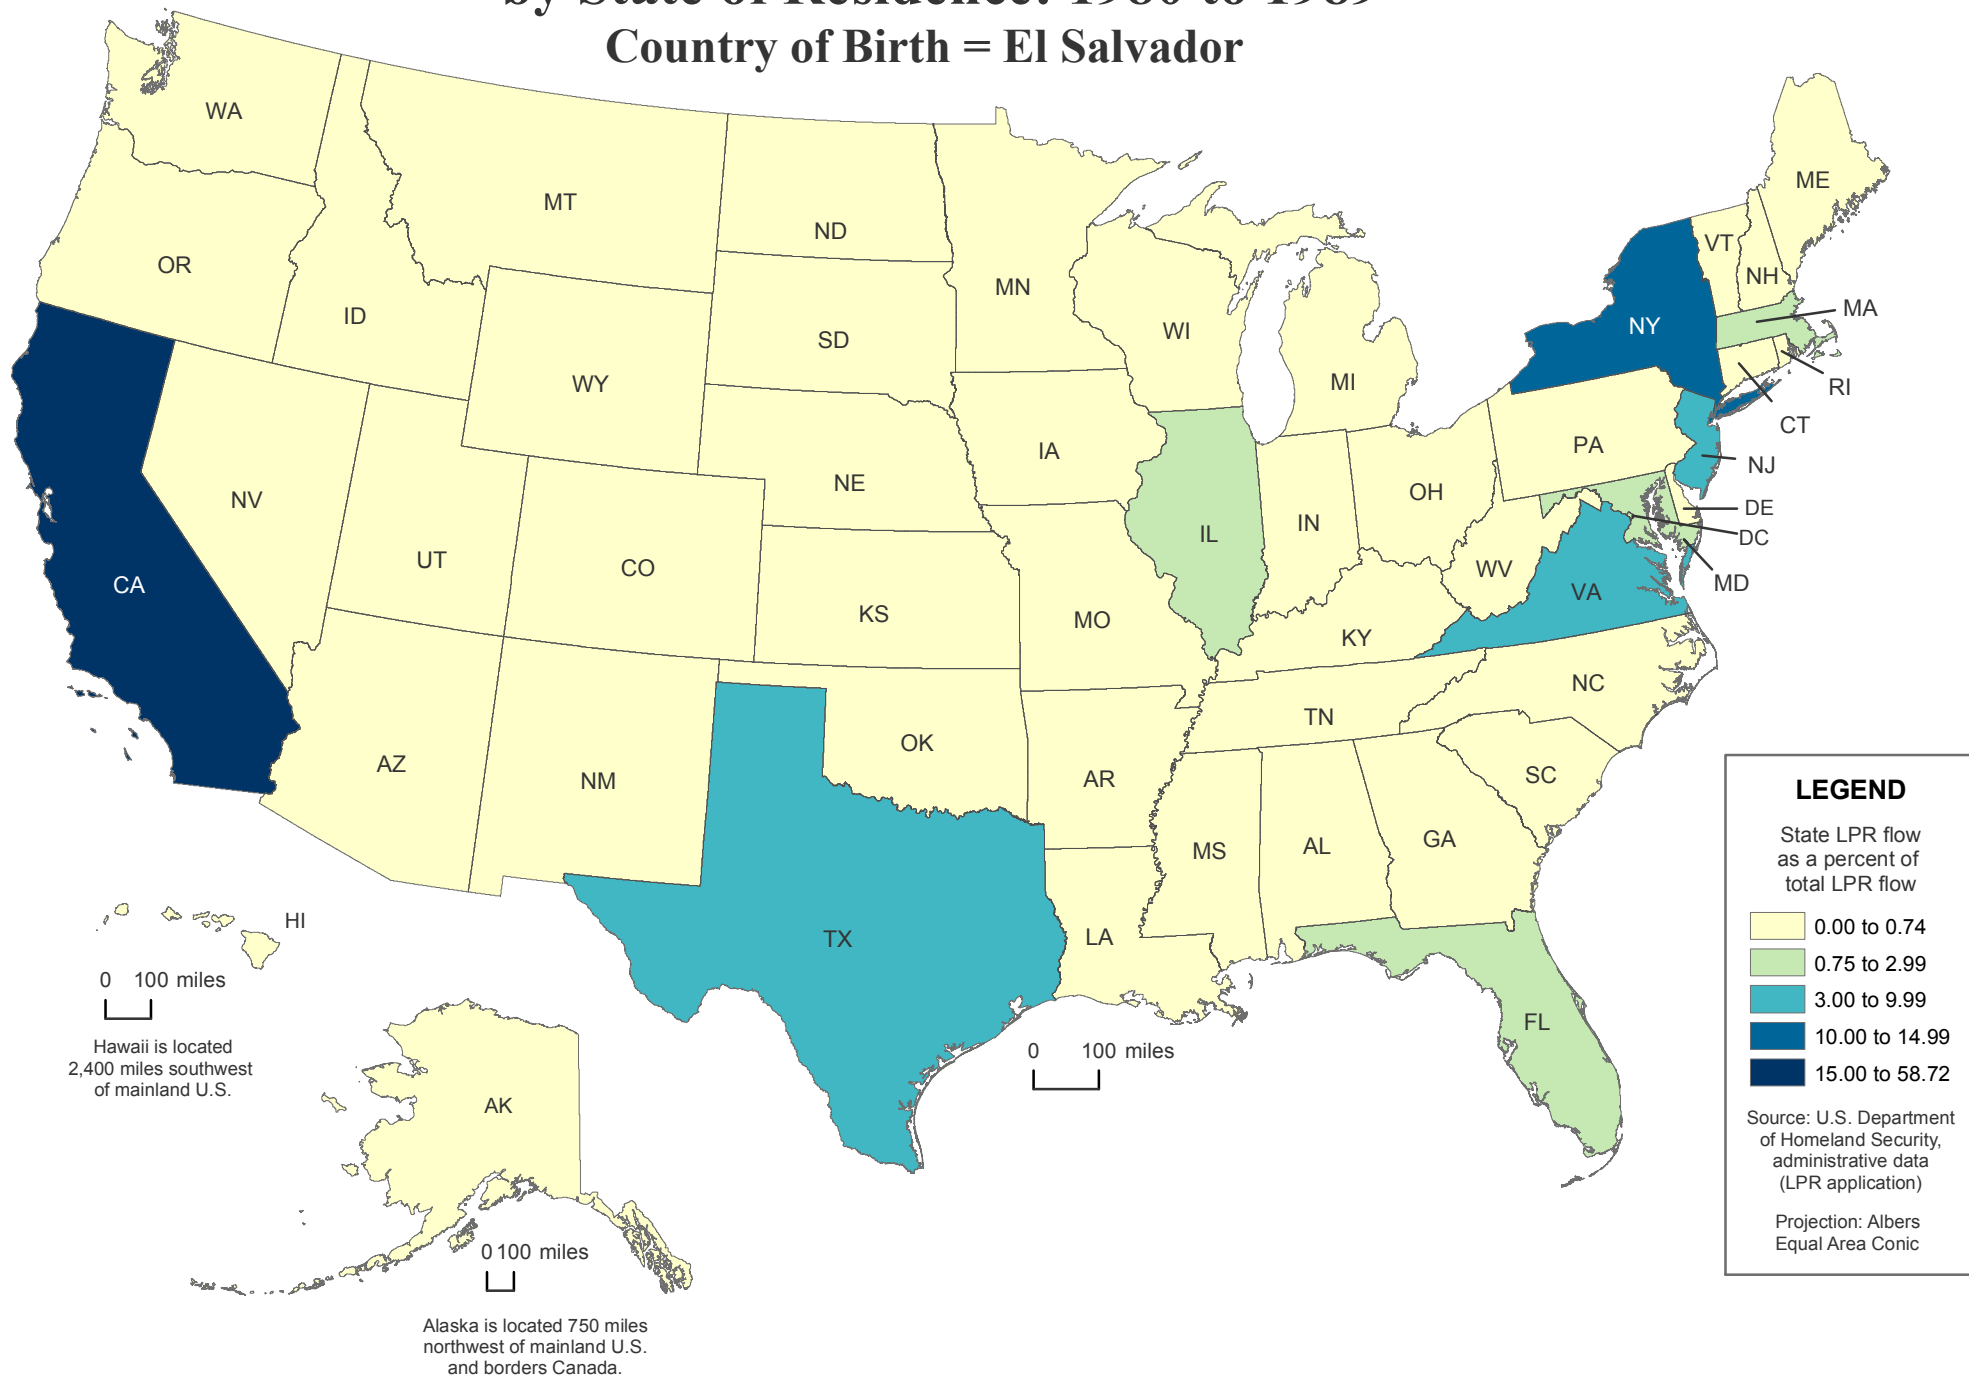 by State of Residence: 1980 to 1989
Country of Birth = El Salvador
WA
MT
ND
MN
ME
VT
NH
OR
ID
SD
WI
MI
NY
MA
RI
CT
WY
IA
NE
PA
NJ
NV
UT
CO
IL
IN
OH
DE
DC
MD
WV
VA
CA
KS
MO
KY
NC
TN
OK
AZ
NM
AR
SC
MS
AL
GA
TX
LA
FL
HI
0 100 miles
Hawaii is located
2,400 miles southwest
of mainland U.S.
AK
0 100 miles
Alaska is located 750 miles
northwest of mainland U.S.
and borders Canada.
0 100 miles
LEGEND
State LPR flow
as a percent of
total LPR flow
0.00 to 0.74
0.75 to 2.99
3.00 to 9.99
10.00 to 14.99
15.00 to 58.72
Source: U.S. Department
of Homeland Security,
administrative data
(LPR application)
Projection: Albers
Equal Area Conic